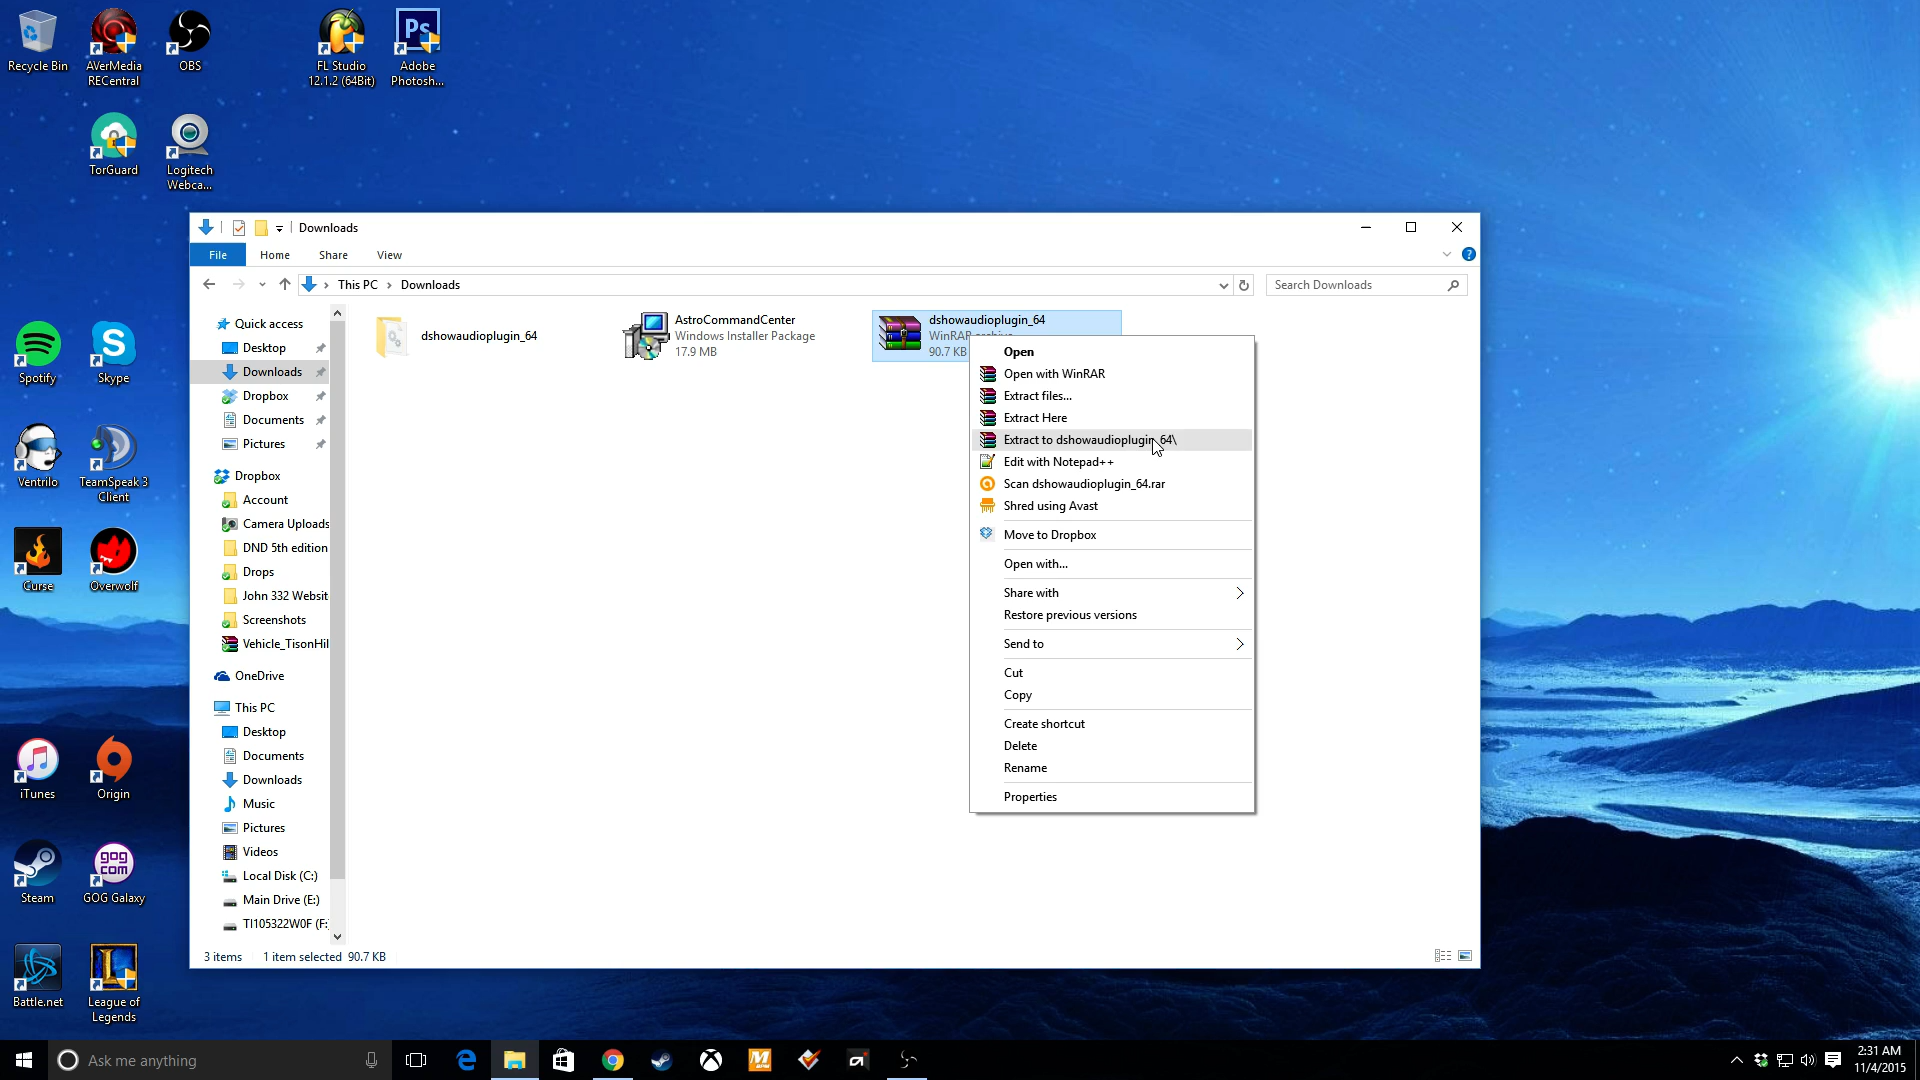 Recycle Bin
AVerMedia
RECentral
OBS
FL Studio
12.1.2 (64Bit)
Ps
Adobe
Photosh...
TorGuard
Logitech
Webca...
Spotify
Skype
Ventrilo
TeamSpeak 3
Client
Curse
Overwolf
iTunes
Origin
Steam
gog
com
GOG Galaxy
Battle.net
League of
Legends
Downloads
File
Home
Share
View
This PC
Downloads
Search Downloads
Quick access
Desktop
Downloads
Dropbox
Documents
Pictures
Dropbox
Account
Camera Uploads
DND 5th edition
Drops
John 332 Websit
Screenshots
Vehicle_TisonHil
OneDrive
This PC
Desktop
Documents
Downloads
Music
Pictures
Videos
Local Disk (C:)
Main Drive (E:)
TI105322W0F (F:
dshowaudioplugin_64
AstroCommandCenter
Windows Installer Package
17.9 MB
dshowaudioplugin_64
WinRAR archive
90.7 KB
Open
Open with WinRAR
Extract files...
Extract Here
Extract to dshowaudioplugin_64\
Edit with Notepad++
Scan dshowaudioplugin_64.rar
Shred using Avast
Move to Dropbox
Open with...
Share with
Restore previous versions
Send to
Cut
Copy
Create shortcut
Delete
Rename
Properties
3 items
1 item selected 90.7 KB
Ask me anything
2:31 AM
11/4/2015